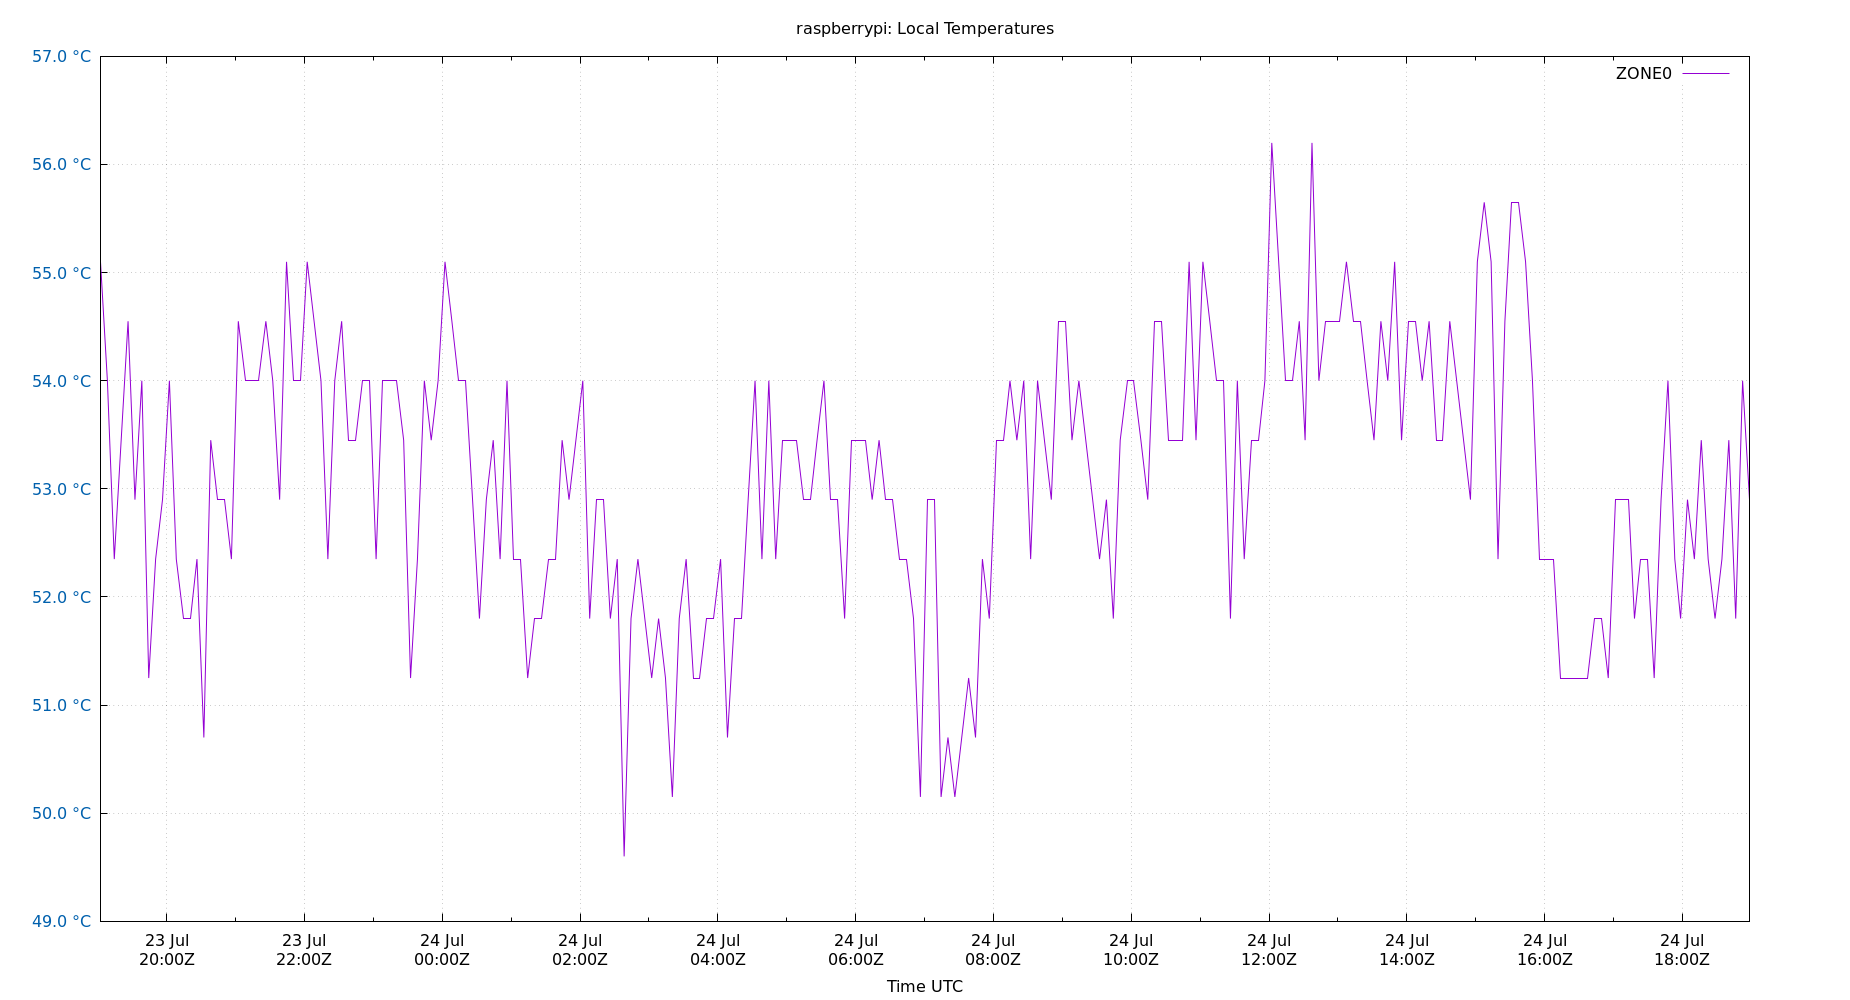 raspberrypi: Local Temperatures
57.0 °C
56.0 °C
55.0 °C
54.0 °C
53.0 °C
52.0 °C
51.0 °C
50.0 °C
49.0 °C
ZONE0
23 Jul 23 Jul 24 Jul 24 Jul 24 Jul 24 Jul 24 Jul 24 Jul 24 Jul 24 Jul 24 Jul 24 Jul
20:00Z 22:00Z 00:00Z 02:00Z 04:00Z 06:00Z 08:00Z 10:00Z 12:00Z 14:00Z 16:00Z 18:00Z
Time UTC